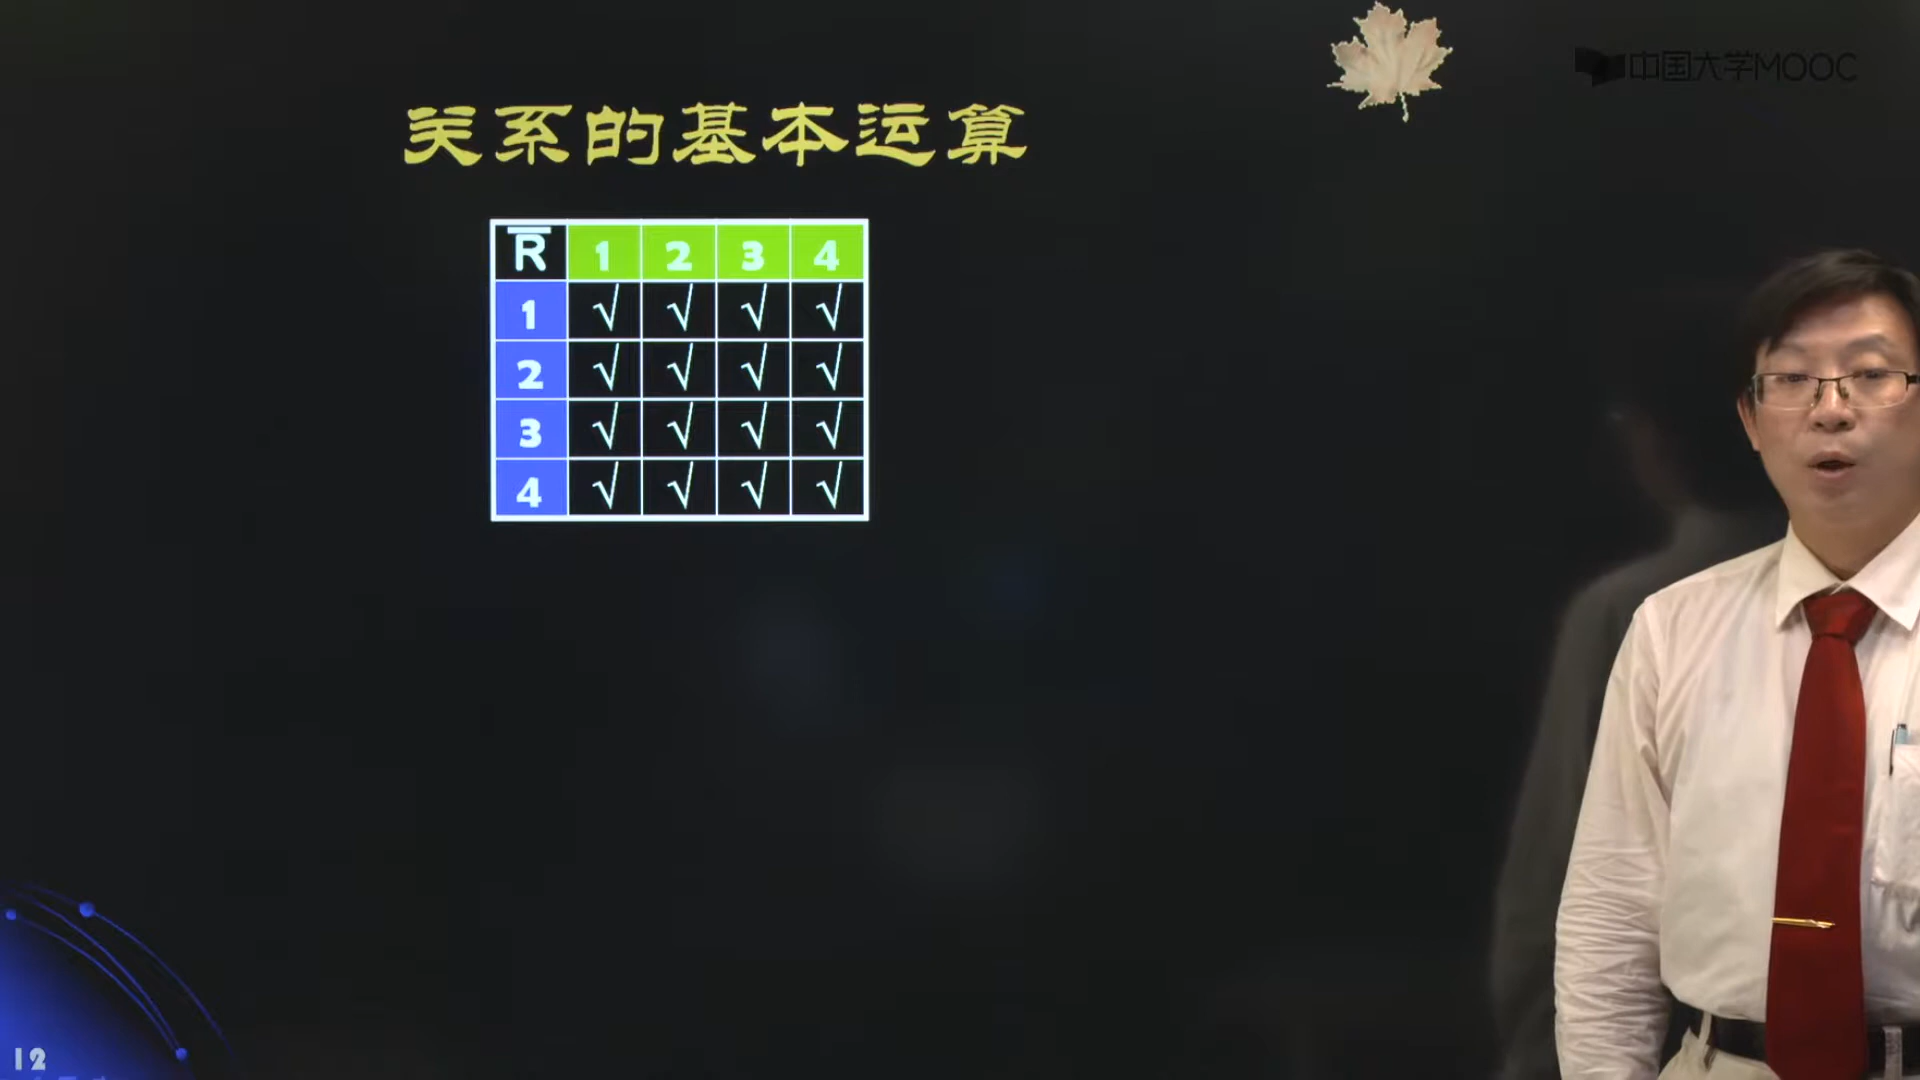 中国大学MOOC
关系的基本运算
R̅ 1 2 3 4
1 √ √ √ √
2 √ √ √ √
3 √ √ √ √
4 √ √ √ √
12